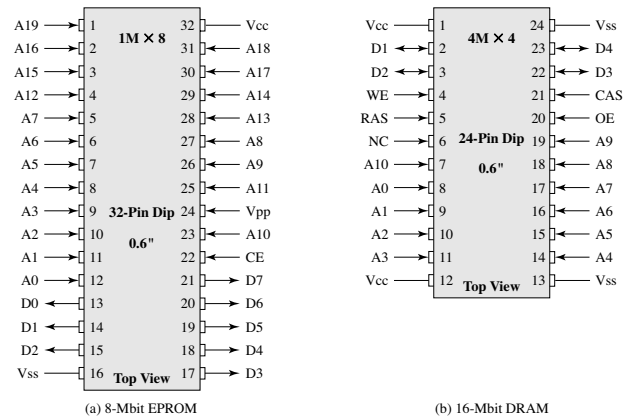 A19 1 1M × 8 32 Vcc
A16 2 31 A18
A15 3 30 A17
A12 4 29 A14
A7 5 28 A13
A6 6 27 A8
A5 7 26 A9
A4 8 25 A11
A3 9 32-Pin Dip 24 Vpp
A2 10 0.6" 23 A10
A1 11 22 CE
A0 12 21 D7
D0 13 20 D6
D1 14 19 D5
D2 15 18 D4
Vss 16 Top View 17 D3
(a) 8-Mbit EPROM
Vcc 1 4M × 4 24 Vss
D1 2 23 D4
D2 3 22 D3
WE 4 21 CAS
RAS 5 20 OE
NC 6 24-Pin Dip 19 A9
A10 7 0.6" 18 A8
A0 8 17 A7
A1 9 16 A6
A2 10 15 A5
A3 11 14 A4
Vcc 12 Top View 13 Vss
(b) 16-Mbit DRAM